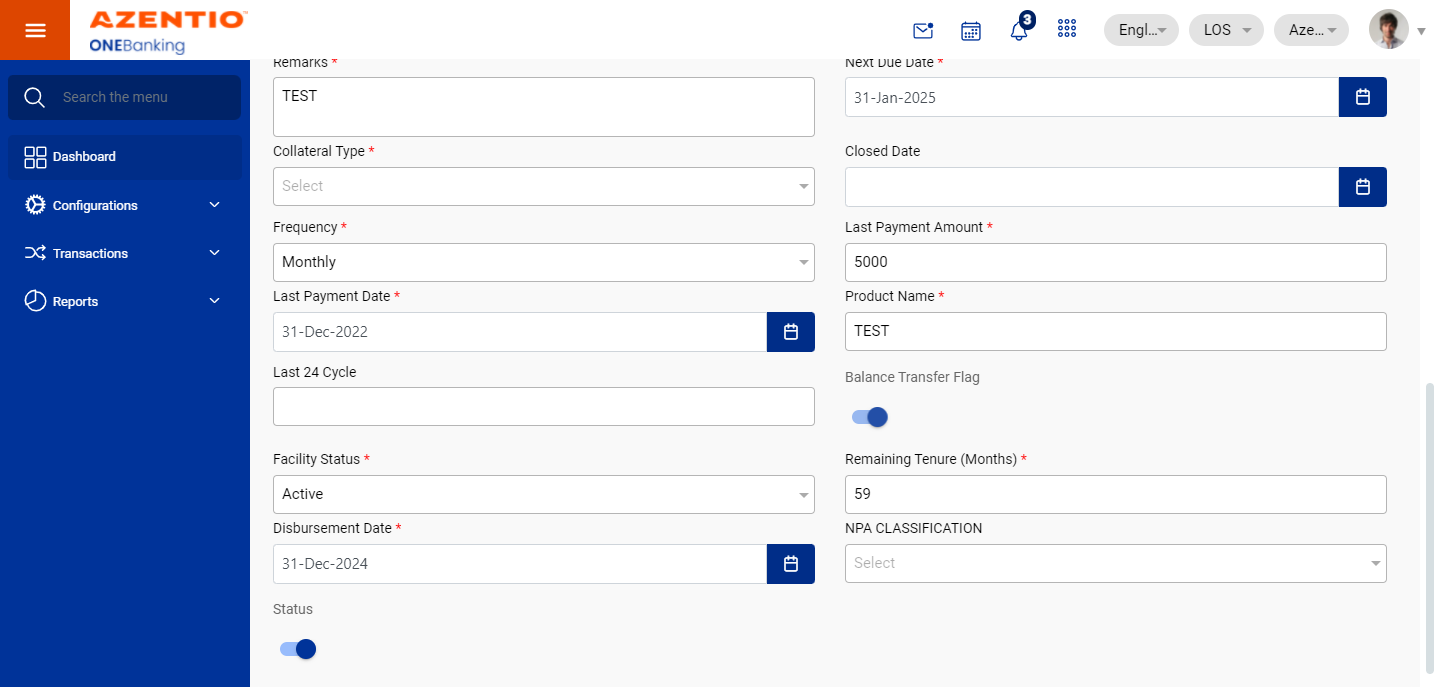 AZENTIO™
ONEBanking
3
Engl...
LOS
Aze...
Search the menu
Dashboard
Configurations
Transactions
Reports
Remarks *
TEST
Next Due Date *
31-Jan-2025
Collateral Type *
Select
Closed Date
Frequency *
Monthly
Last Payment Amount *
5000
Last Payment Date *
31-Dec-2022
Product Name *
TEST
Last 24 Cycle
Balance Transfer Flag
Facility Status *
Active
Remaining Tenure (Months) *
59
Disbursement Date *
31-Dec-2024
NPA CLASSIFICATION
Select
Status